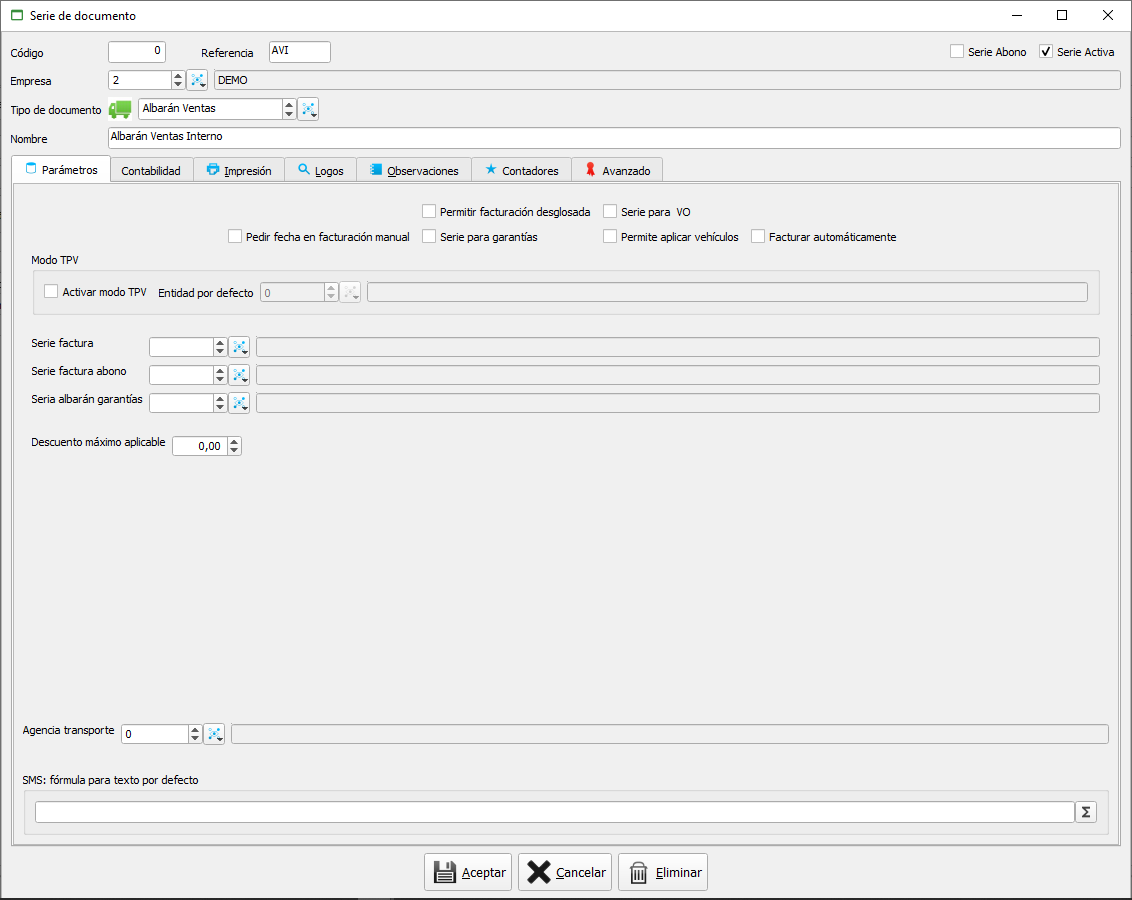 Serie de documento
Código 0 Referencia AVI Serie Abono Serie Activa
Empresa 2 DEMO
Tipo de documento Albarán Ventas
Nombre Albarán Ventas Interno
Parámetros Contabilidad Impresión Logos Observaciones Contadores Avanzado
Permitir facturación desglosada Serie para VO
Pedir fecha en facturación manual Serie para garantías Permite aplicar vehículos Facturar automáticamente
Modo TPV
Activar modo TPV Entidad por defecto 0
Serie factura
Serie factura abono
Seria albarán garantías
Descuento máximo aplicable 0,00
Agencia transporte 0
SMS: fórmula para texto por defecto
Σ
Aceptar Cancelar Eliminar